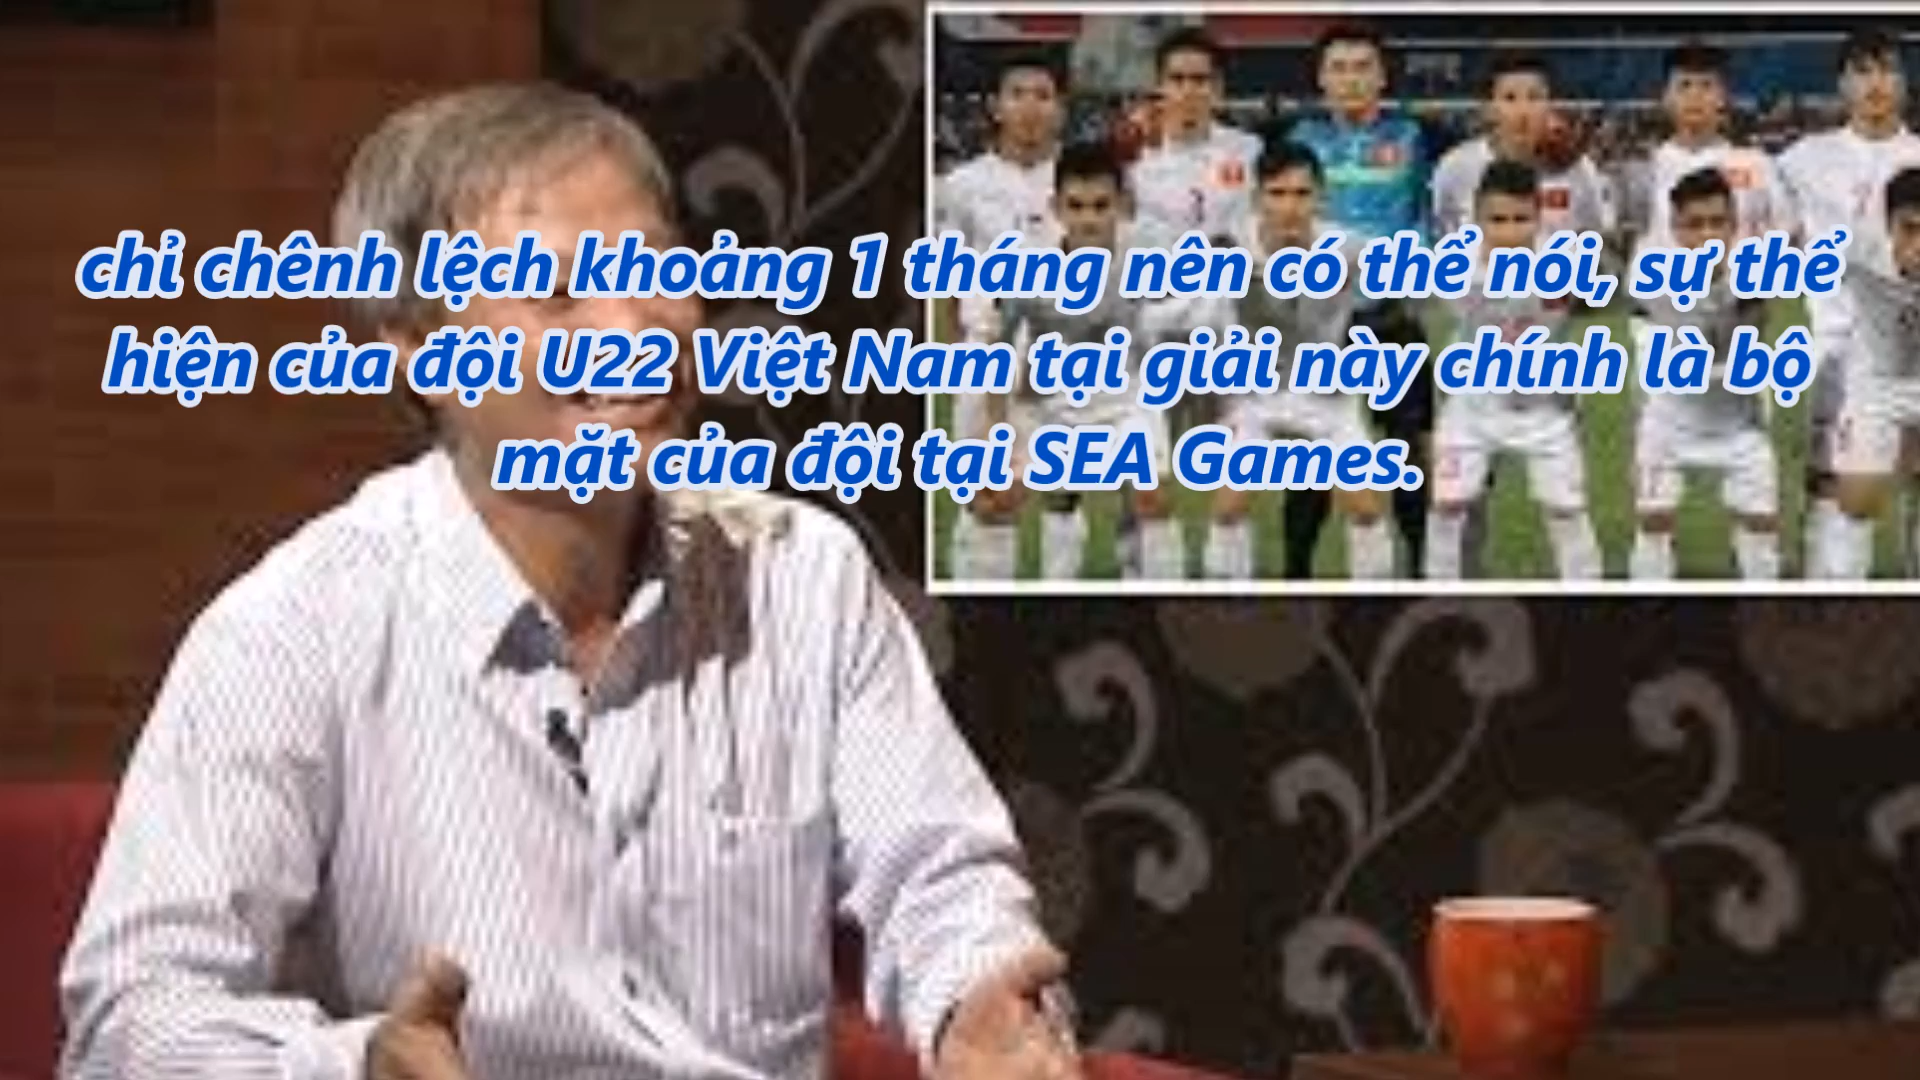 chỉ chênh lệch khoảng 1 tháng nên có thể nói, sự thể
hiện của đội U22 Việt Nam tại giải này chính là bộ
mặt của đội tại SEA Games.